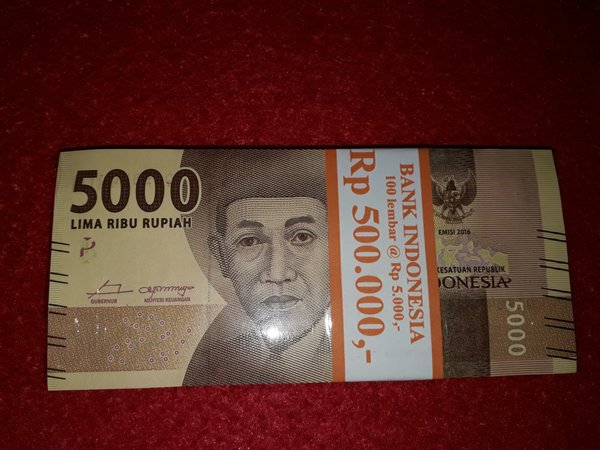 5000
LIMA RIBU RUPIAH
GUBERNUR
MENTERI KEUANGAN
BANK INDONESIA
100 lembar @ Rp 5.000,-
Rp 500.000,-
EMISI 2016
KESATUAN REPUBLIK
5000